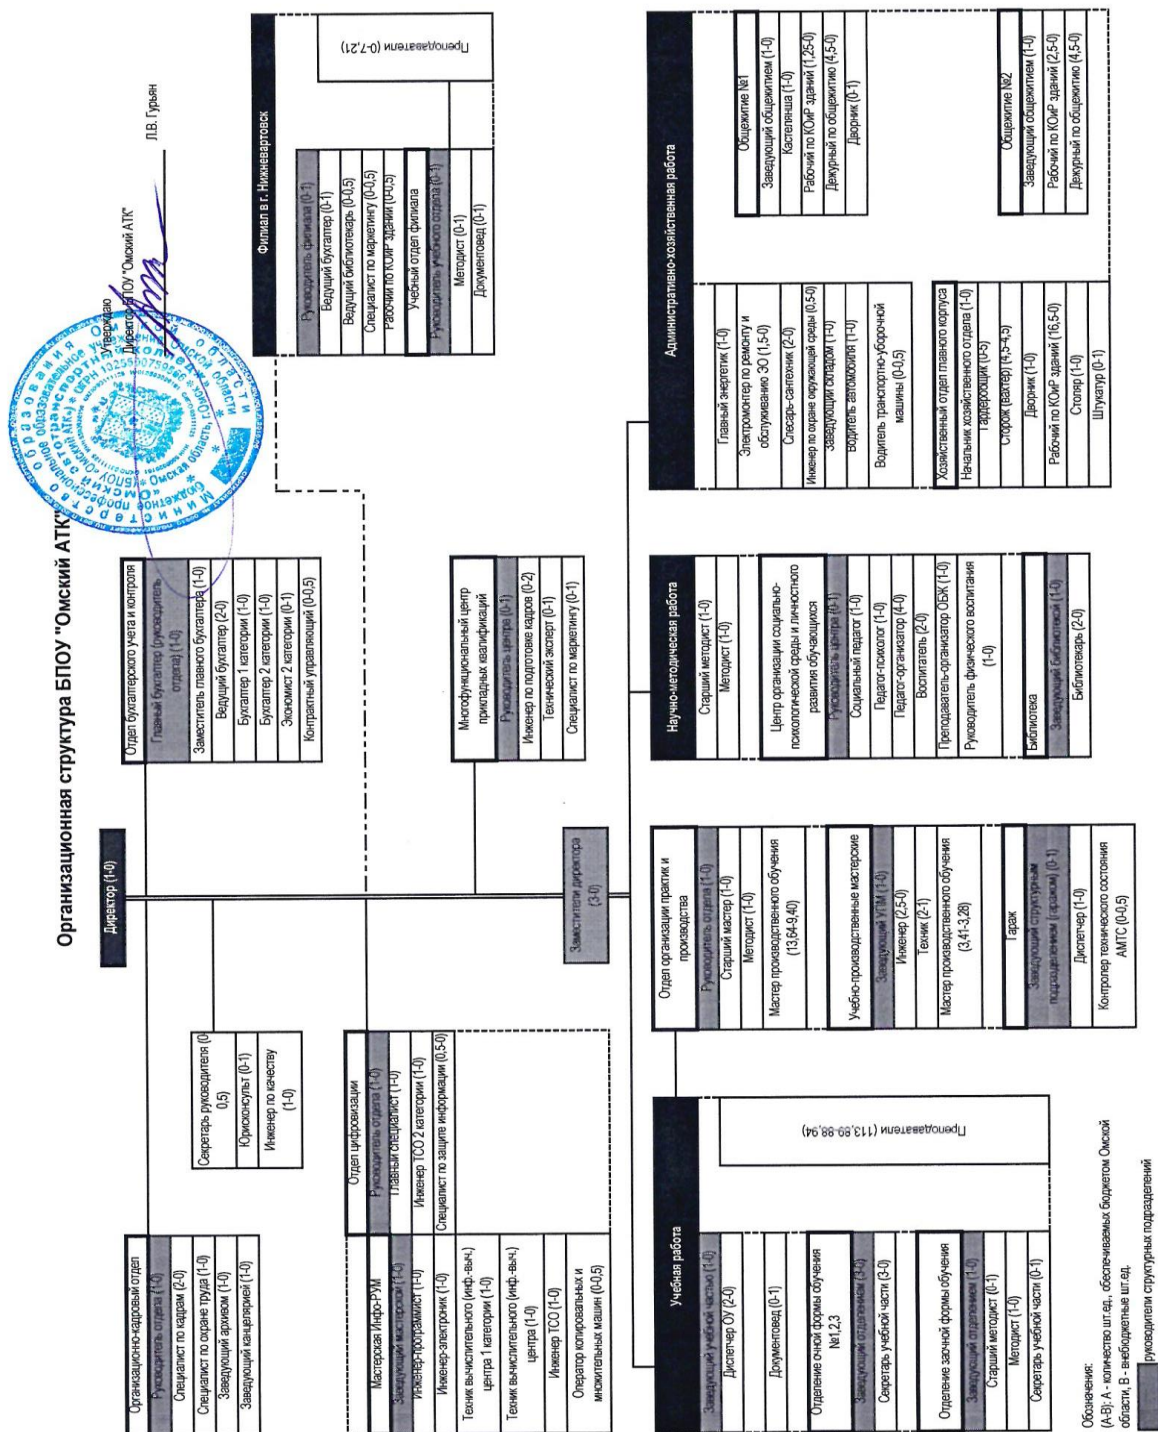 Организационная структура БПОУ "Омский АТК"
Утверждаю
Директор БПОУ "Омский АТК"
Л.В. Гурьян
Директор (1-0)
Организационно-кадровый отдел
Руководитель отдела (1-0)
Специалист по кадрам (2-0)
Специалист по охране труда (1-0)
Заведующий архивом (1-0)
Заведующий канцелярией (1-0)
Секретарь руководителя (0-
0,5)
Юрисконсульт (0-1)
Инженер по качеству
(1-0)
Отдел бухгалтерского учета и контроля
Главный бухгалтер (руководитель
отдела) (1-0)
Заместитель главного бухгалтера (1-0)
Ведущий бухгалтер (2-0)
Бухгалтер 1 категории (1-0)
Бухгалтер 2 категории (1-0)
Экономист 2 категории (0-1)
Контрактный управляющий (0-0,5)
Филиал в г. Нижневартовск
Руководитель филиала (0-1)
Ведущий бухгалтер (0-1)
Ведущий библиотекарь (0-0,5)
Специалист по маркетингу (0-0,5)
Рабочий по КОиР зданий (0-0,5)
Учебный отдел филиала
Руководитель учебного отдела (0-1)
Методист (0-1)
Документовед (0-1)
Преподаватели (0-7,21)
Отдел цифровизации
Руководитель отдела (1-0)
Главный специалист (1-0)
Инженер ТСО 2 категории (1-0)
Специалист по защите информации (0,5-0)
Мастерская Инфо-РУМ
Заведующий мастерской (1-0)
Инженер-программист (1-0)
Инженер-электроник (1-0)
Техник вычислительного (инф.-выч.)
центра 1 категории (1-0)
Техник вычислительного (инф.-выч.)
центра (1-0)
Инженер ТСО (1-0)
Оператор копировальных и
множительных машин (0-0,5)
Многофункциональный центр
прикладных квалификаций
Руководитель центра (0-1)
Инженер по подготовке кадров (0-2)
Технический эксперт (0-1)
Специалист по маркетингу (0-1)
Заместители директора
(3-0)
Учебная работа
Заведующий учебной частью (1-0)
Диспетчер ОУ (2-0)
Документовед (0-1)
Отделение очной формы обучения
№1,2,3
Заведующий отделением (3-0)
Секретарь учебной части (3-0)
Отделение заочной формы обучения
Заведующий отделением (1-0)
Старший методист (0-1)
Методист (1-0)
Секретарь учебной части (0-1)
Преподаватели (113,89-88,94)
Отдел организации практик и
производства
Руководитель отдела (1-0)
Старший мастер (1-0)
Методист (1-0)
Мастер производственного обучения
(13,64-9,40)
Учебно-производственные мастерские
Заведующий УПМ (1-0)
Инженер (2,5-0)
Техник (2-1)
Мастер производственного обучения
(3,41-3,28)
Гараж
Заведующий структурным
подразделением (гаражом) (0-1)
Диспетчер (1-0)
Контролер технического состояния
АМТС (0-0,5)
Научно-методическая работа
Старший методист (1-0)
Методист (1-0)
Центр организации социально-
психологической среды и личностного
развития обучающихся
Руководитель центра (0-1)
Социальный педагог (1-0)
Педагог-психолог (1-0)
Педагог-организатор (4-0)
Воспитатель (2-0)
Преподаватель-организатор ОБЖ (1-0)
Руководитель физического воспитания
(1-0)
Библиотека
Заведующий библиотекой (1-0)
Библиотекарь (2-0)
Административно-хозяйственная работа
Главный энергетик (1-0)
Электромонтер по ремонту и
обслуживанию ЭО (1,5-0)
Слесарь-сантехник (2-0)
Инженер по охране окружающей среды (0,5-0)
Заведующий складом (1-0)
Водитель автомобиля (1-0)
Водитель транспортно-уборочной
машины (0-0,5)
Хозяйственный отдел главного корпуса
Начальник хозяйственного отдела (1-0)
Гардеробщик (0-5)
Сторож (вахтер) (4,5-4,5)
Дворник (1-0)
Рабочий по КОиР зданий (16,5-0)
Столяр (1-0)
Штукатур (0-1)
Общежитие №1
Заведующий общежитием (1-0)
Кастелянша (1-0)
Рабочий по КОиР зданий (1,25-0)
Дежурный по общежитию (4,5-0)
Дворник (0-1)
Общежитие №2
Заведующий общежитием (1-0)
Рабочий по КОиР зданий (2,5-0)
Дежурный по общежитию (4,5-0)
Обозначения:
(А-В): А - количество шт.ед., обеспечиваемых бюджетом Омской
области, В - внебюджетные шт.ед.
руководители структурных подразделений